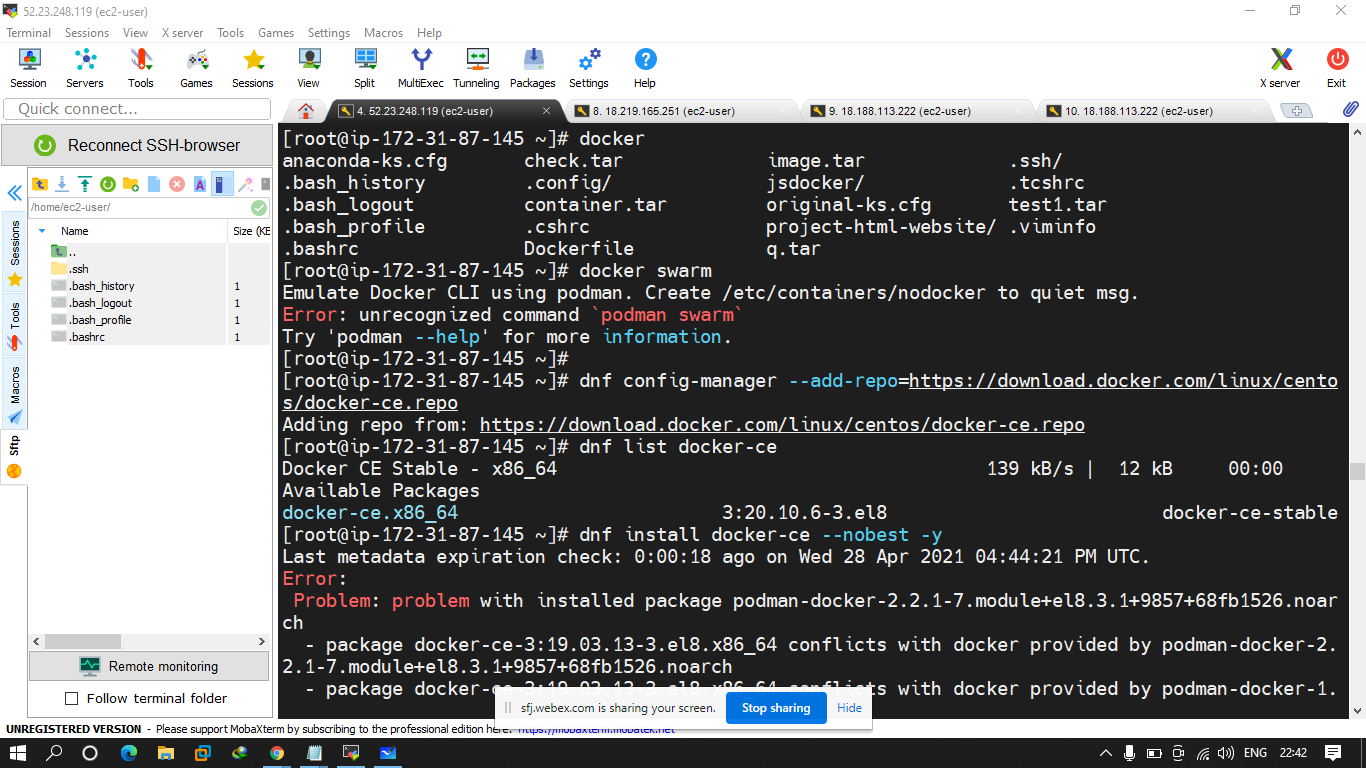 52.23.248.119 (ec2-user)
Terminal Sessions View X server Tools Games Settings Macros Help
Session Servers Tools Games Sessions View Split MultiExec Tunneling Packages Settings Help X server Exit
Quick connect...
4. 52.23.248.119 (ec2-user) 8. 18.219.165.251 (ec2-user) 9. 18.188.113.222 (ec2-user) 10. 18.188.113.222 (ec2-user)
Reconnect SSH-browser
/home/ec2-user/
Name Size (KB
..
.ssh
.bash_history 1
.bash_logout 1
.bash_profile 1
.bashrc 1
Sessions
Tools
Macros
Sftp
Remote monitoring
Follow terminal folder
[root@ip-172-31-87-145 ~]# docker
anaconda-ks.cfg check.tar image.tar .ssh/
.bash_history .config/ jsdocker/ .tcshrc
.bash_logout container.tar original-ks.cfg test1.tar
.bash_profile .cshrc project-html-website/ .viminfo
.bashrc Dockerfile q.tar
[root@ip-172-31-87-145 ~]# docker swarm
Emulate Docker CLI using podman. Create /etc/containers/nodocker to quiet msg.
Error: unrecognized command `podman swarm`
Try 'podman --help' for more information.
[root@ip-172-31-87-145 ~]#
[root@ip-172-31-87-145 ~]# dnf config-manager --add-repo=https://download.docker.com/linux/cento
s/docker-ce.repo
Adding repo from: https://download.docker.com/linux/centos/docker-ce.repo
[root@ip-172-31-87-145 ~]# dnf list docker-ce
Docker CE Stable - x86_64 139 kB/s | 12 kB 00:00
Available Packages
docker-ce.x86_64 3:20.10.6-3.el8 docker-ce-stable
[root@ip-172-31-87-145 ~]# dnf install docker-ce --nobest -y
Last metadata expiration check: 0:00:18 ago on Wed 28 Apr 2021 04:44:21 PM UTC.
Error:
Problem: problem with installed package podman-docker-2.2.1-7.module+el8.3.1+9857+68fb1526.noar
ch
- package docker-ce-3:19.03.13-3.el8.x86_64 conflicts with docker provided by podman-docker-2.
2.1-7.module+el8.3.1+9857+68fb1526.noarch
- package docker-ce-3:19.03.13-3.el8.x86_64 conflicts with docker provided by podman-docker-1.
sfj.webex.com is sharing your screen. Stop sharing Hide
UNREGISTERED VERSION - Please support MobaXterm by subscribing to the professional edition here: https://mobaxterm.mobatek.net
ENG 22:42